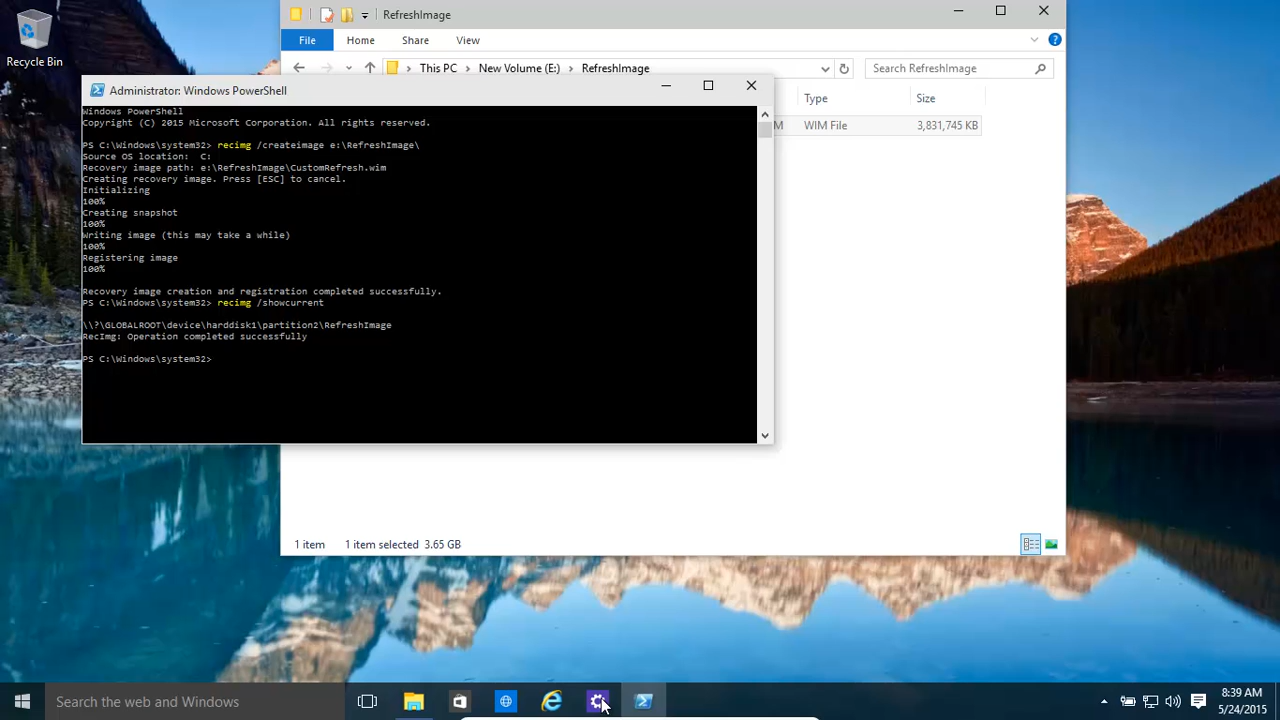 RefreshImage
File Home Share View
This PC New Volume (E:) RefreshImage
Search RefreshImage
Recycle Bin
Type Size
WIM File 3,831,745 KB
Administrator: Windows PowerShell
Windows PowerShell
Copyright (C) 2015 Microsoft Corporation. All rights reserved.
PS C:\Windows\system32> recimg /createimage e:\RefreshImage\
Source OS location: C:
Recovery image path: e:\RefreshImage\CustomRefresh.wim
Creating recovery image. Press [ESC] to cancel.
Initializing
100%
Creating snapshot
100%
Writing image (this may take a while)
100%
Registering image
100%
Recovery image creation and registration completed successfully.
PS C:\Windows\system32> recimg /showcurrent
\\?\GLOBALROOT\device\harddisk1\partition2\RefreshImage
RecImg: Operation completed successfully
PS C:\Windows\system32>
1 item 1 item selected 3.65 GB
Search the web and Windows
8:39 AM
5/24/2015